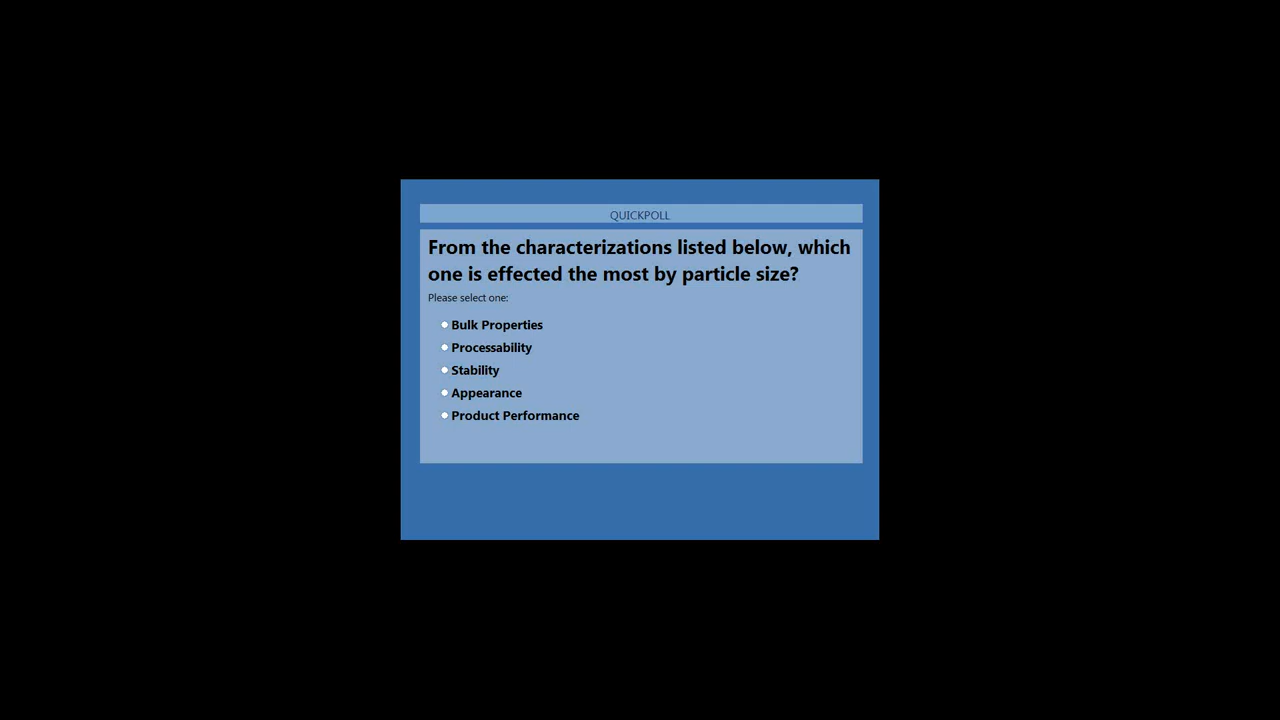 QUICKPOLL
From the characterizations listed below, which
one is effected the most by particle size?
Please select one:
Bulk Properties
Processability
Stability
Appearance
Product Performance